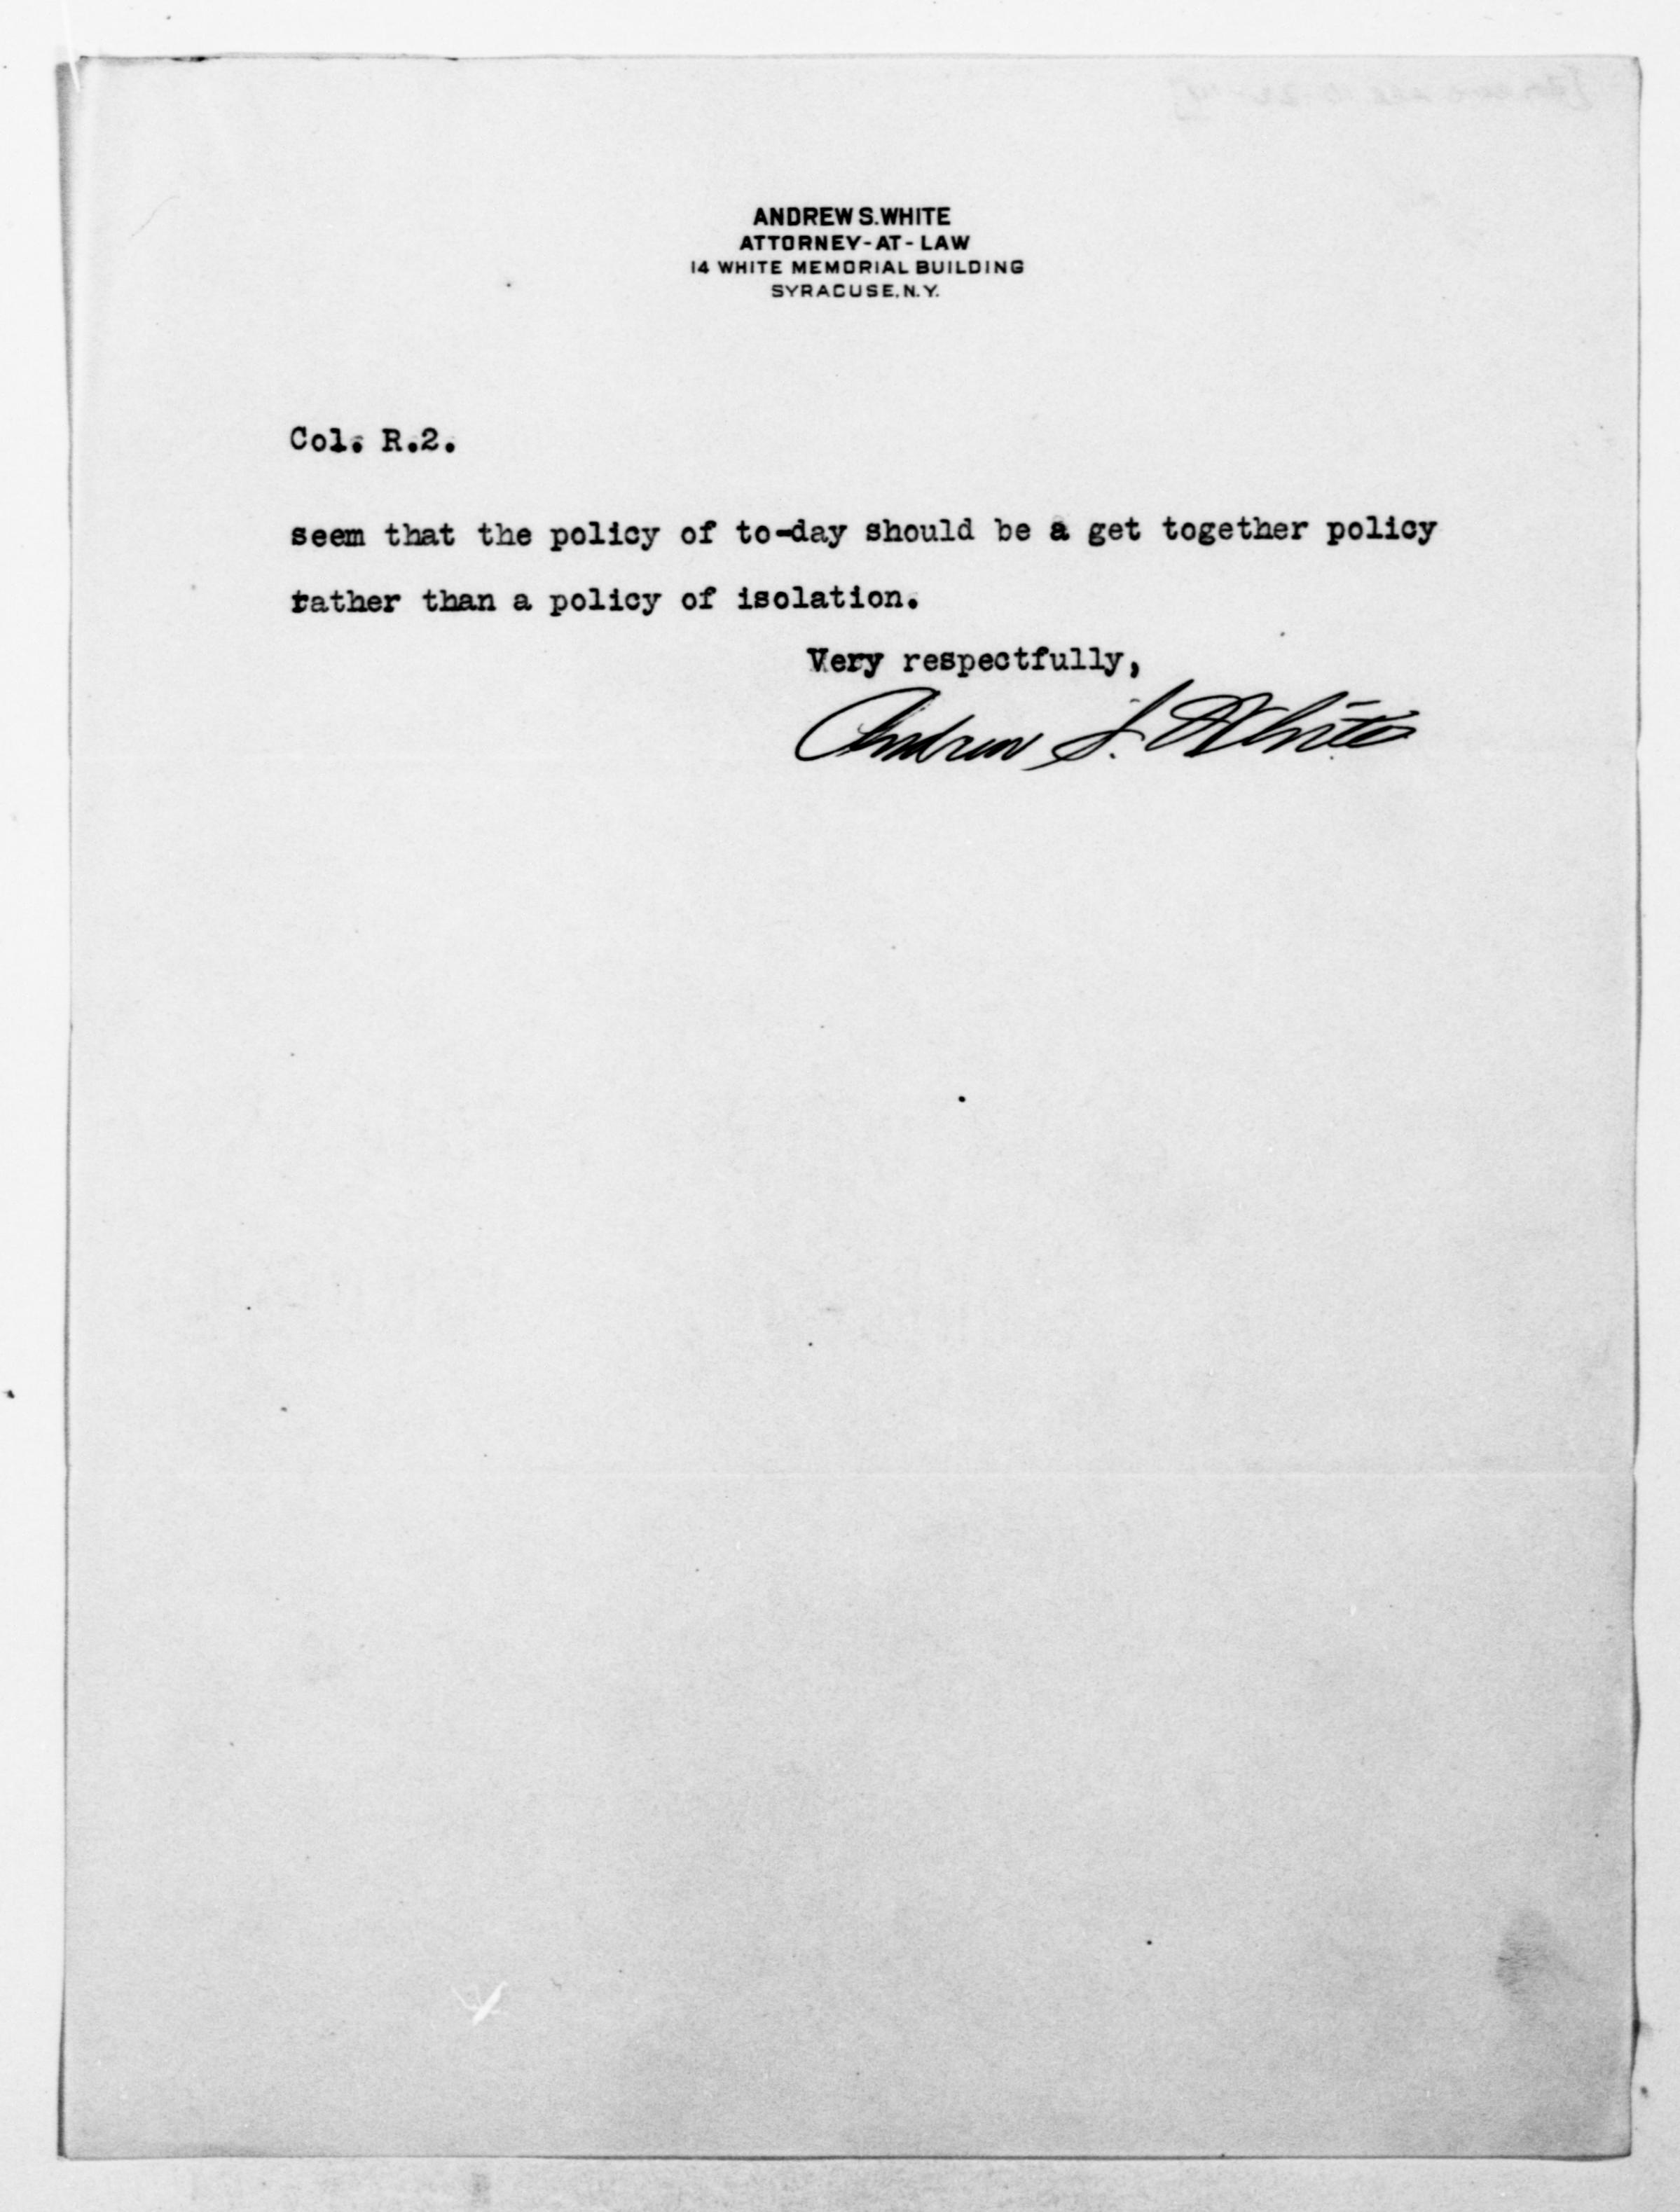 ANDREW S. WHITE
ATTORNEY-AT-LAW
14 WHITE MEMORIAL BUILDING
SYRACUSE, N.Y.
Col. R.2.
seem that the policy of to-day should be a get together policy
rather than a policy of isolation.
Very respectfully,
Andrew S. White